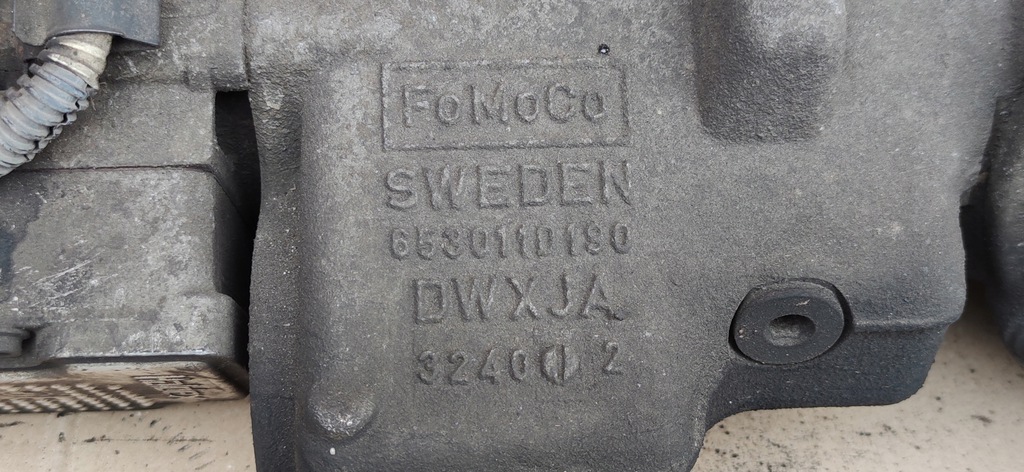 FoMoCo
SWEDEN
6530110190
DWXJA
3240 2